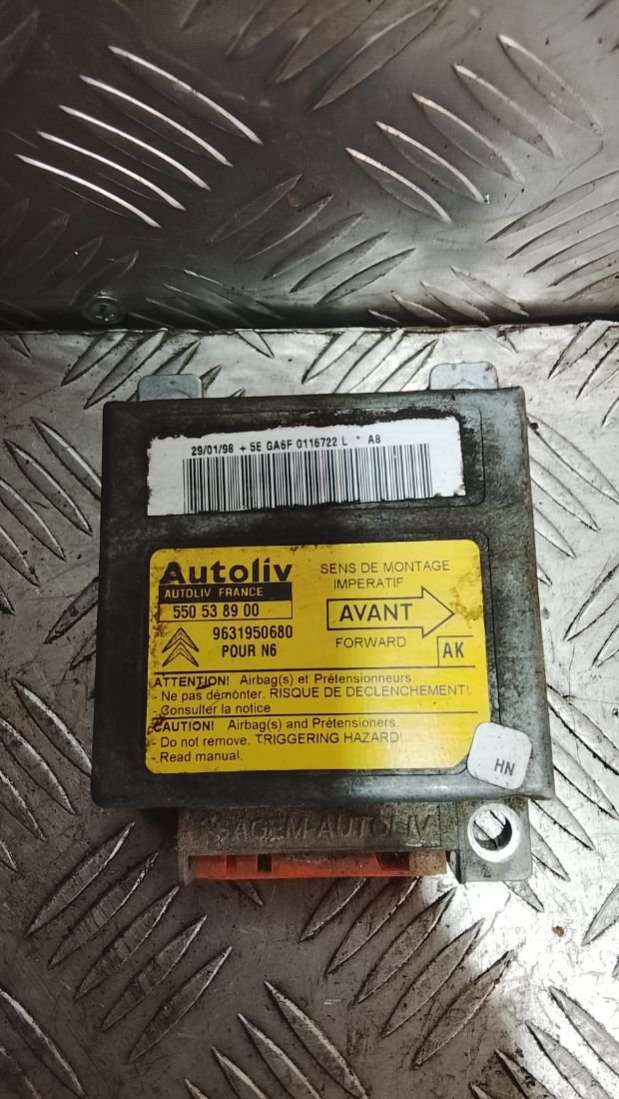 29/01/98 + 5E GA6F 0116722 L * A8
Autoliv
AUTOLIV FRANCE
550 53 89 00
9631950680
POUR N6
SENS DE MONTAGE
IMPERATIF
AVANT
FORWARD
AK
ATTENTION! Airbag(s) et Prétensionneurs
- Ne pas démonter. RISQUE DE DECLENCHEMENT!
- Consulter la notice
CAUTION! Airbag(s) and Prétensioners.
- Do not remove. TRIGGERING HAZARD!
- Read manual.
HN
SAGEM-AUTOLIV